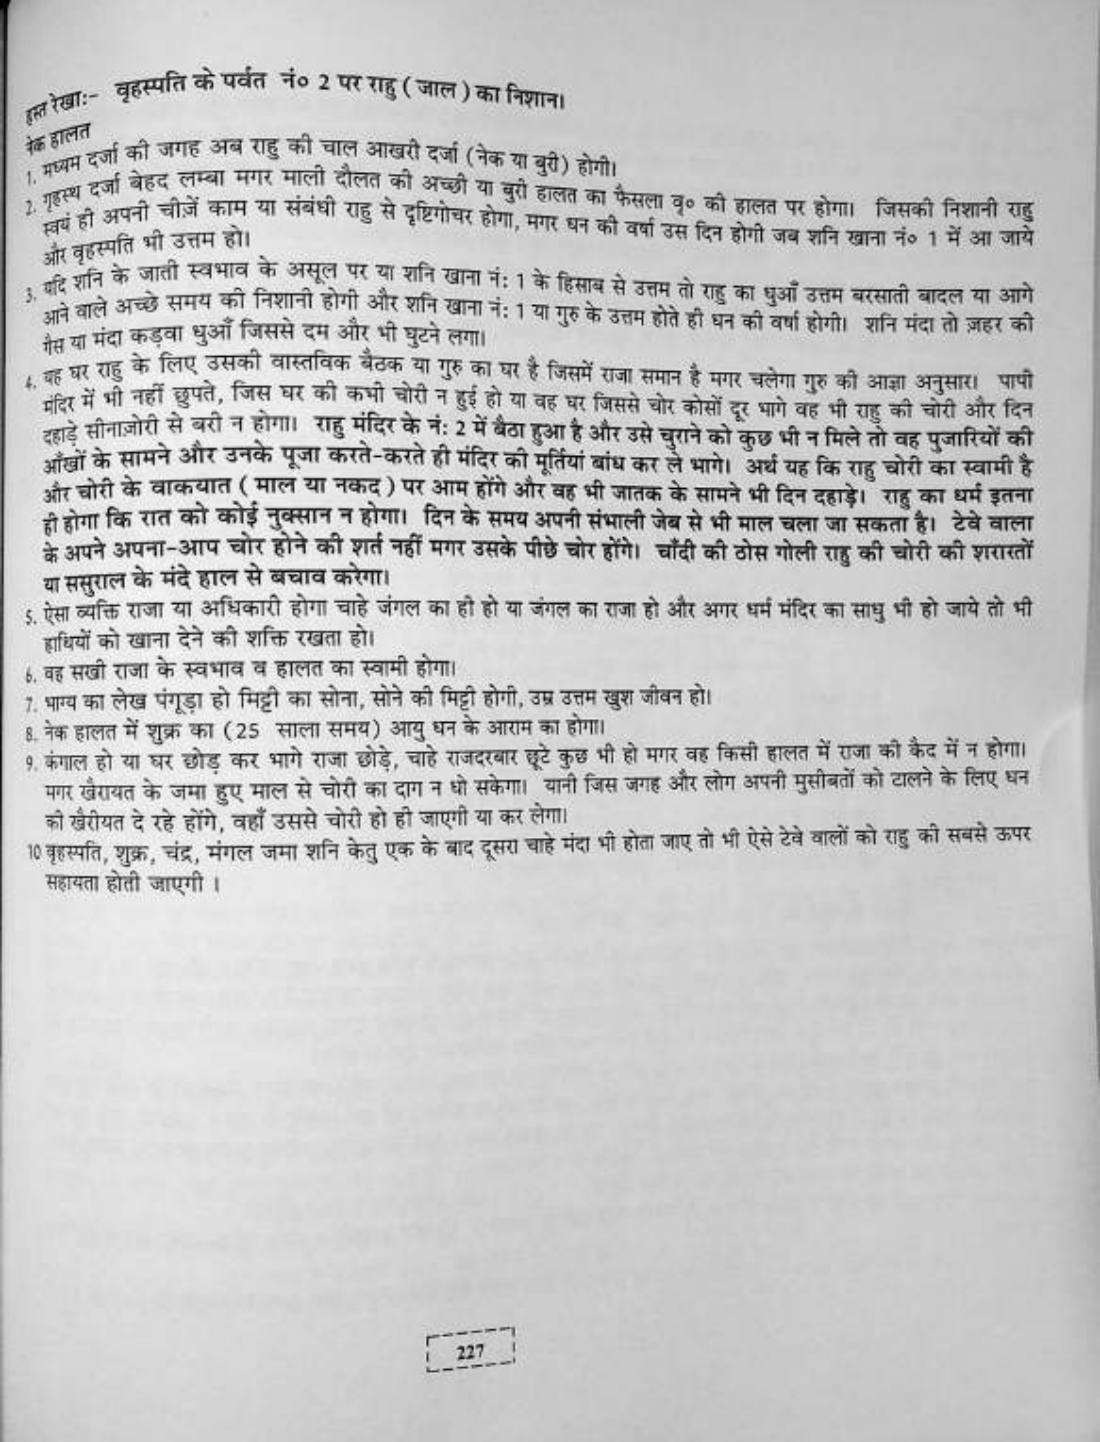 हस्त रेखाः- वृहस्पति के पर्वत नं० 2 पर राहु ( जाल ) का निशान।
नेक हालत
1. मध्यम दर्जा की जगह अब राहु की चाल आखरी दर्जा (नेक या बुरी) होगी।
2. गृहस्थ दर्जा बेहद लम्बा मगर माली दौलत की अच्छी या बुरी हालत का फैसला वृ० की हालत पर होगा। जिसकी निशानी राहु
स्वयं ही अपनी चीज़ें काम या संबंधी राहु से दृष्टिगोचर होगा, मगर धन की वर्षा उस दिन होगी जब शनि खाना नं० 1 में आ जाये
और वृहस्पति भी उत्तम हो।
3. यदि शनि के जाती स्वभाव के असूल पर या शनि खाना नं: 1 के हिसाब से उत्तम तो राहु का धुआँ उत्तम बरसाती बादल या आगे
आने वाले अच्छे समय की निशानी होगी और शनि खाना नं: 1 या गुरु के उत्तम होते ही धन की वर्षा होगी। शनि मंदा तो ज़हर की
गैस या मंदा कड़वा धुआँ जिससे दम और भी घुटने लगा।
4. यह घर राहु के लिए उसकी वास्तविक बैठक या गुरु का घर है जिसमें राजा समान है मगर चलेगा गुरु की आज्ञा अनुसार। पापी
मंदिर में भी नहीं छुपते, जिस घर की कभी चोरी न हुई हो या वह घर जिससे चोर कोसों दूर भागे वह भी राहु की चोरी और दिन
दहाड़े सीनाज़ोरी से बरी न होगा। राहु मंदिर के नं: 2 में बैठा हुआ है और उसे चुराने को कुछ भी न मिले तो वह पुजारियों की
आँखों के सामने और उनके पूजा करते-करते ही मंदिर की मूर्तियां बांध कर ले भागे। अर्थ यह कि राहु चोरी का स्वामी है
और चोरी के वाकयात ( माल या नकद ) पर आम होंगे और वह भी जातक के सामने भी दिन दहाड़े। राहु का धर्म इतना
ही होगा कि रात को कोई नुक्सान न होगा। दिन के समय अपनी संभाली जेब से भी माल चला जा सकता है। टेवे वाला
के अपने अपना-आप चोर होने की शर्त नहीं मगर उसके पीछे चोर होंगे। चाँदी की ठोस गोली राहु की चोरी की शरारतों
या ससुराल के मंदे हाल से बचाव करेगा।
5. ऐसा व्यक्ति राजा या अधिकारी होगा चाहे जंगल का ही हो या जंगल का राजा हो और अगर धर्म मंदिर का साधु भी हो जाये तो भी
हाथियों को खाना देने की शक्ति रखता हो।
6. वह सखी राजा के स्वभाव व हालत का स्वामी होगा।
7. भाग्य का लेख पंगूड़ा हो मिट्टी का सोना, सोने की मिट्टी होगी, उम्र उत्तम खुश जीवन हो।
8. नेक हालत में शुक्र का (25 साला समय) आयु धन के आराम का होगा।
9. कंगाल हो या घर छोड़ कर भागे राजा छोड़े, चाहे राजदरबार छूटे कुछ भी हो मगर वह किसी हालत में राजा की कैद में न होगा।
मगर खैरायत के जमा हुए माल से चोरी का दाग न धो सकेगा। यानी जिस जगह और लोग अपनी मुसीबतों को टालने के लिए धन
की खैरीयत दे रहे होंगे, वहाँ उससे चोरी हो ही जाएगी या कर लेगा।
10 वृहस्पति, शुक्र, चंद्र, मंगल जमा शनि केतु एक के बाद दूसरा चाहे मंदा भी होता जाए तो भी ऐसे टेवे वालों को राहु की सबसे ऊपर
सहायता होती जाएगी ।
227